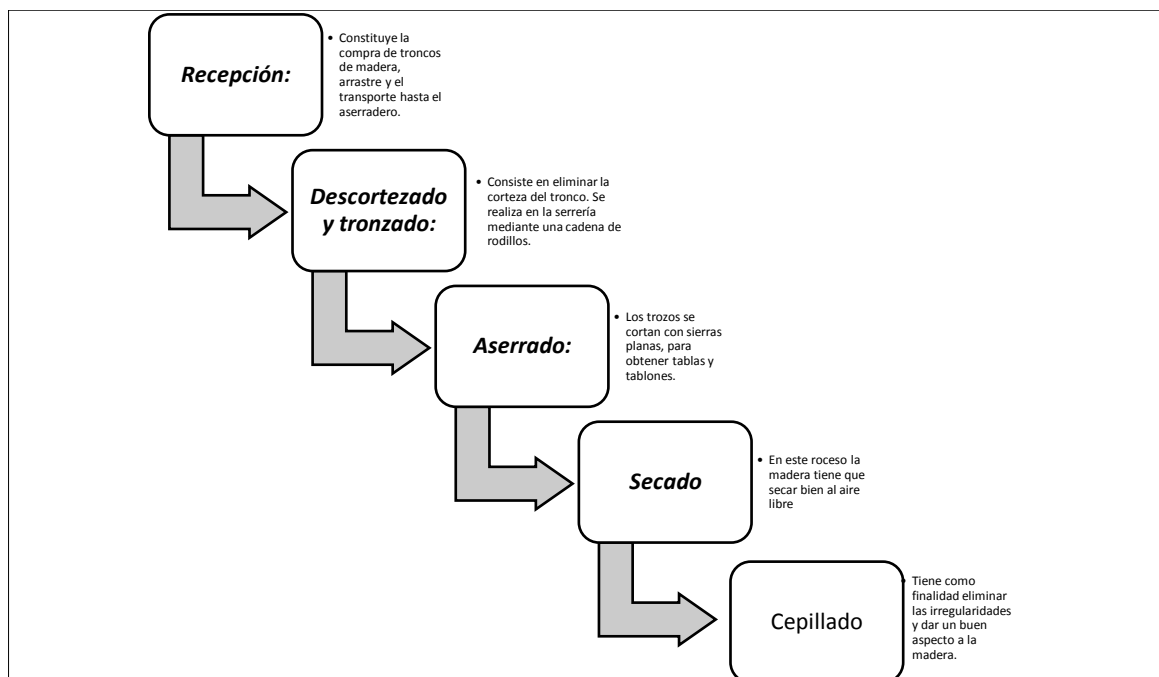 Recepción:
• Constituye la
compra de troncos
de madera,
arrastre y el
transporte hasta el
aserradero.
Descortezado
y tronzado:
• Consiste en eliminar la
corteza del tronco. Se
realiza en la serrería
mediante una cadena de
rodillos.
Aserrado:
• Los trozos se
cortan con sierras
planas, para
obtener tablas y
tablones.
Secado
• En este roceso la
madera tiene que
secar bien al aire
libre
Cepillado
• Tiene como
finalidad eliminar
las irregularidades
y dar un buen
aspecto a la
madera.